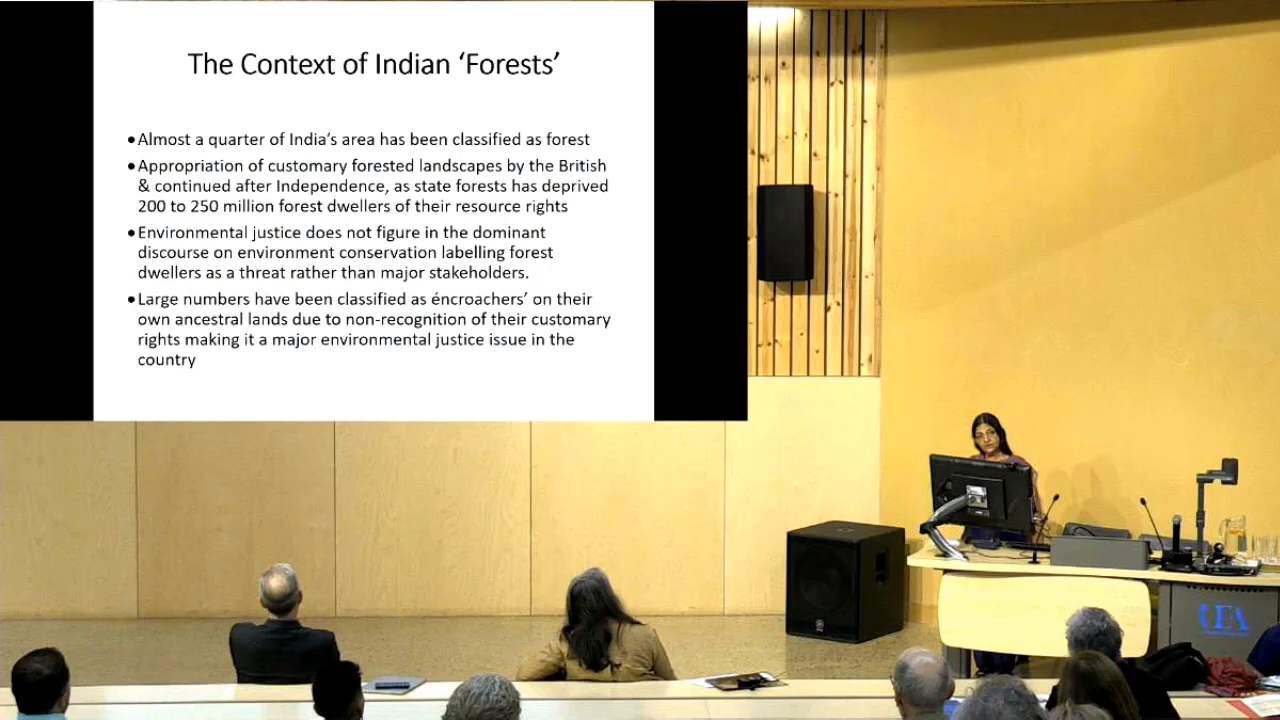 The Context of Indian ‘Forests’
•Almost a quarter of India’s area has been classified as forest
•Appropriation of customary forested landscapes by the British
& continued after Independence, as state forests has deprived
200 to 250 million forest dwellers of their resource rights
•Environmental justice does not figure in the dominant
discourse on environment conservation labelling forest
dwellers as a threat rather than major stakeholders.
•Large numbers have been classified as éncroachers’ on their
own ancestral lands due to non-recognition of their customary
rights making it a major environmental justice issue in the
country
UEA